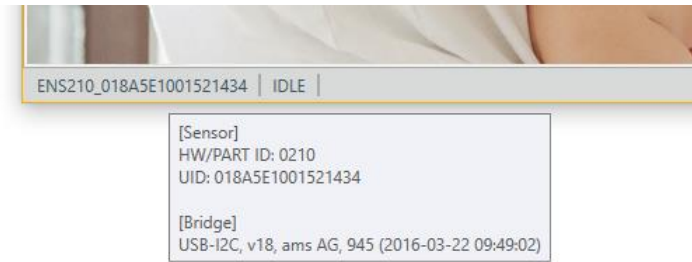 ENS210_018A5E1001521434 | IDLE |
[Sensor]
HW/PART ID: 0210
UID: 018A5E1001521434
[Bridge]
USB-I2C, v18, ams AG, 945 (2016-03-22 09:49:02)